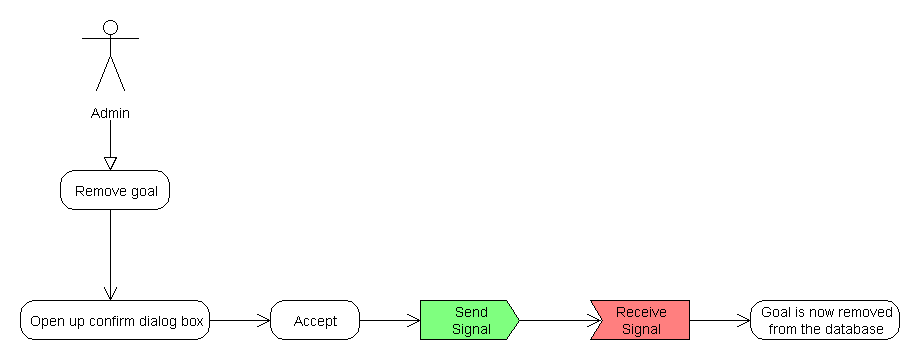 Admin
Remove goal
Open up confirm dialog box
Accept
Send
Signal
Receive
Signal
Goal is now removed
from the database